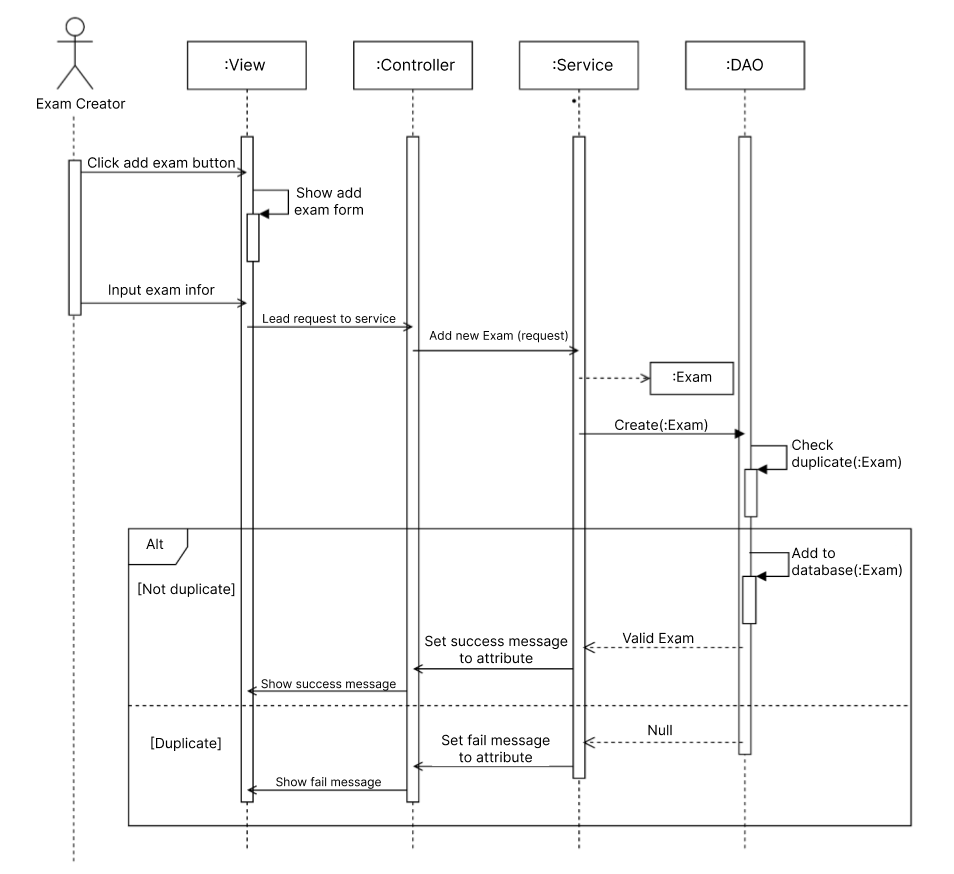 :View
:Controller
:Service
:DAO
Exam Creator
Click add exam button
Show add
exam form
Input exam infor
Lead request to service
Add new Exam (request)
:Exam
Create(:Exam)
Check
duplicate(:Exam)
Alt
Add to
database(:Exam)
[Not duplicate]
Valid Exam
Set success message
to attribute
Show success message
[Duplicate]
Null
Set fail message
to attribute
Show fail message